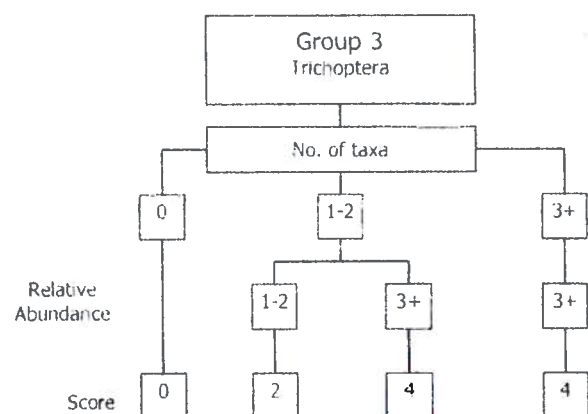 Group 3
Trichoptera
No. of taxa
0 1-2 3+
Relative
Abundance
1-2 3+ 3+
Score 0 2 4 4